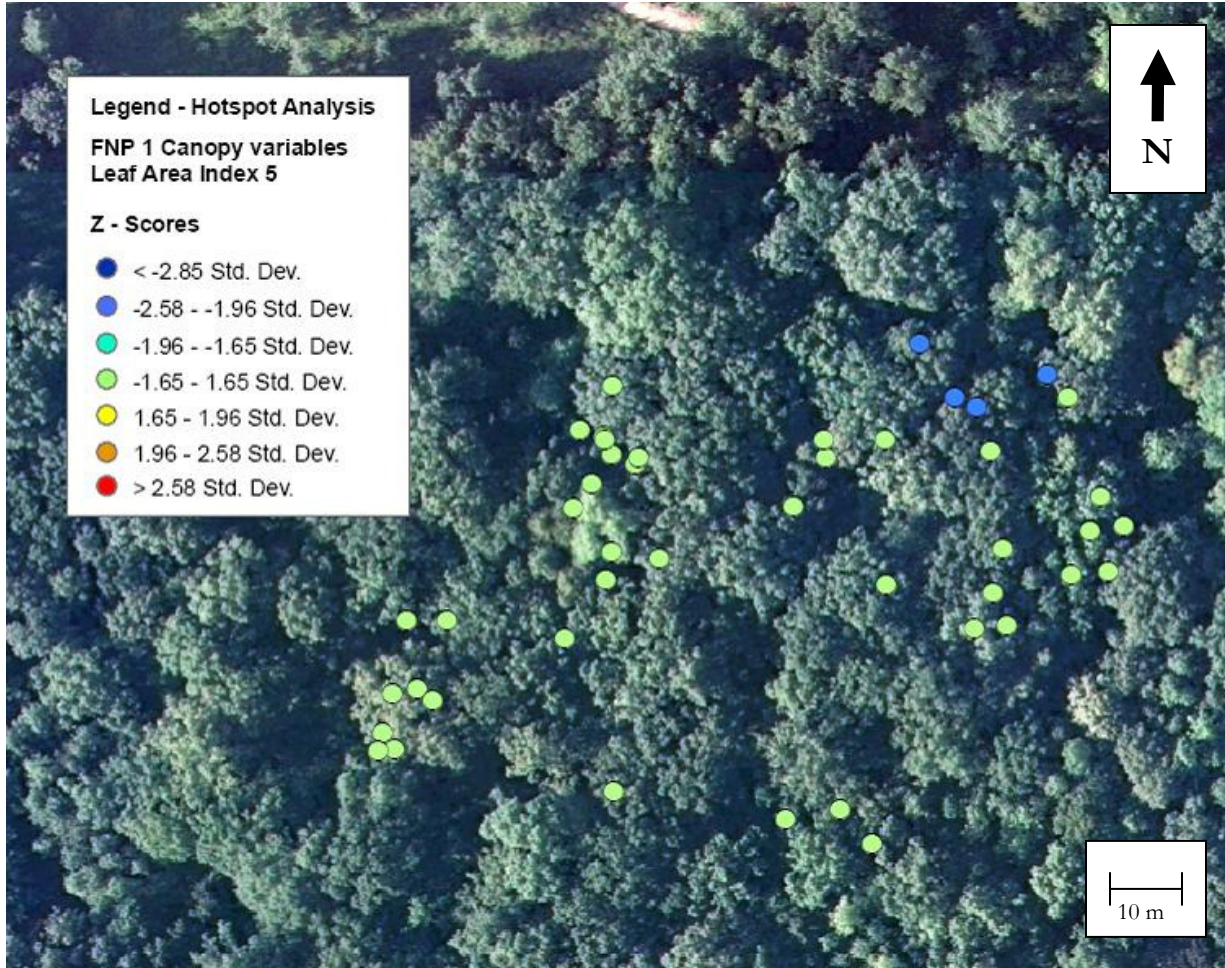 Legend - Hotspot Analysis
FNP 1 Canopy variables
Leaf Area Index 5
Z - Scores
< -2.85 Std. Dev.
-2.58 - -1.96 Std. Dev.
-1.96 - -1.65 Std. Dev.
-1.65 - 1.65 Std. Dev.
1.65 - 1.96 Std. Dev.
1.96 - 2.58 Std. Dev.
> 2.58 Std. Dev.
N
10 m